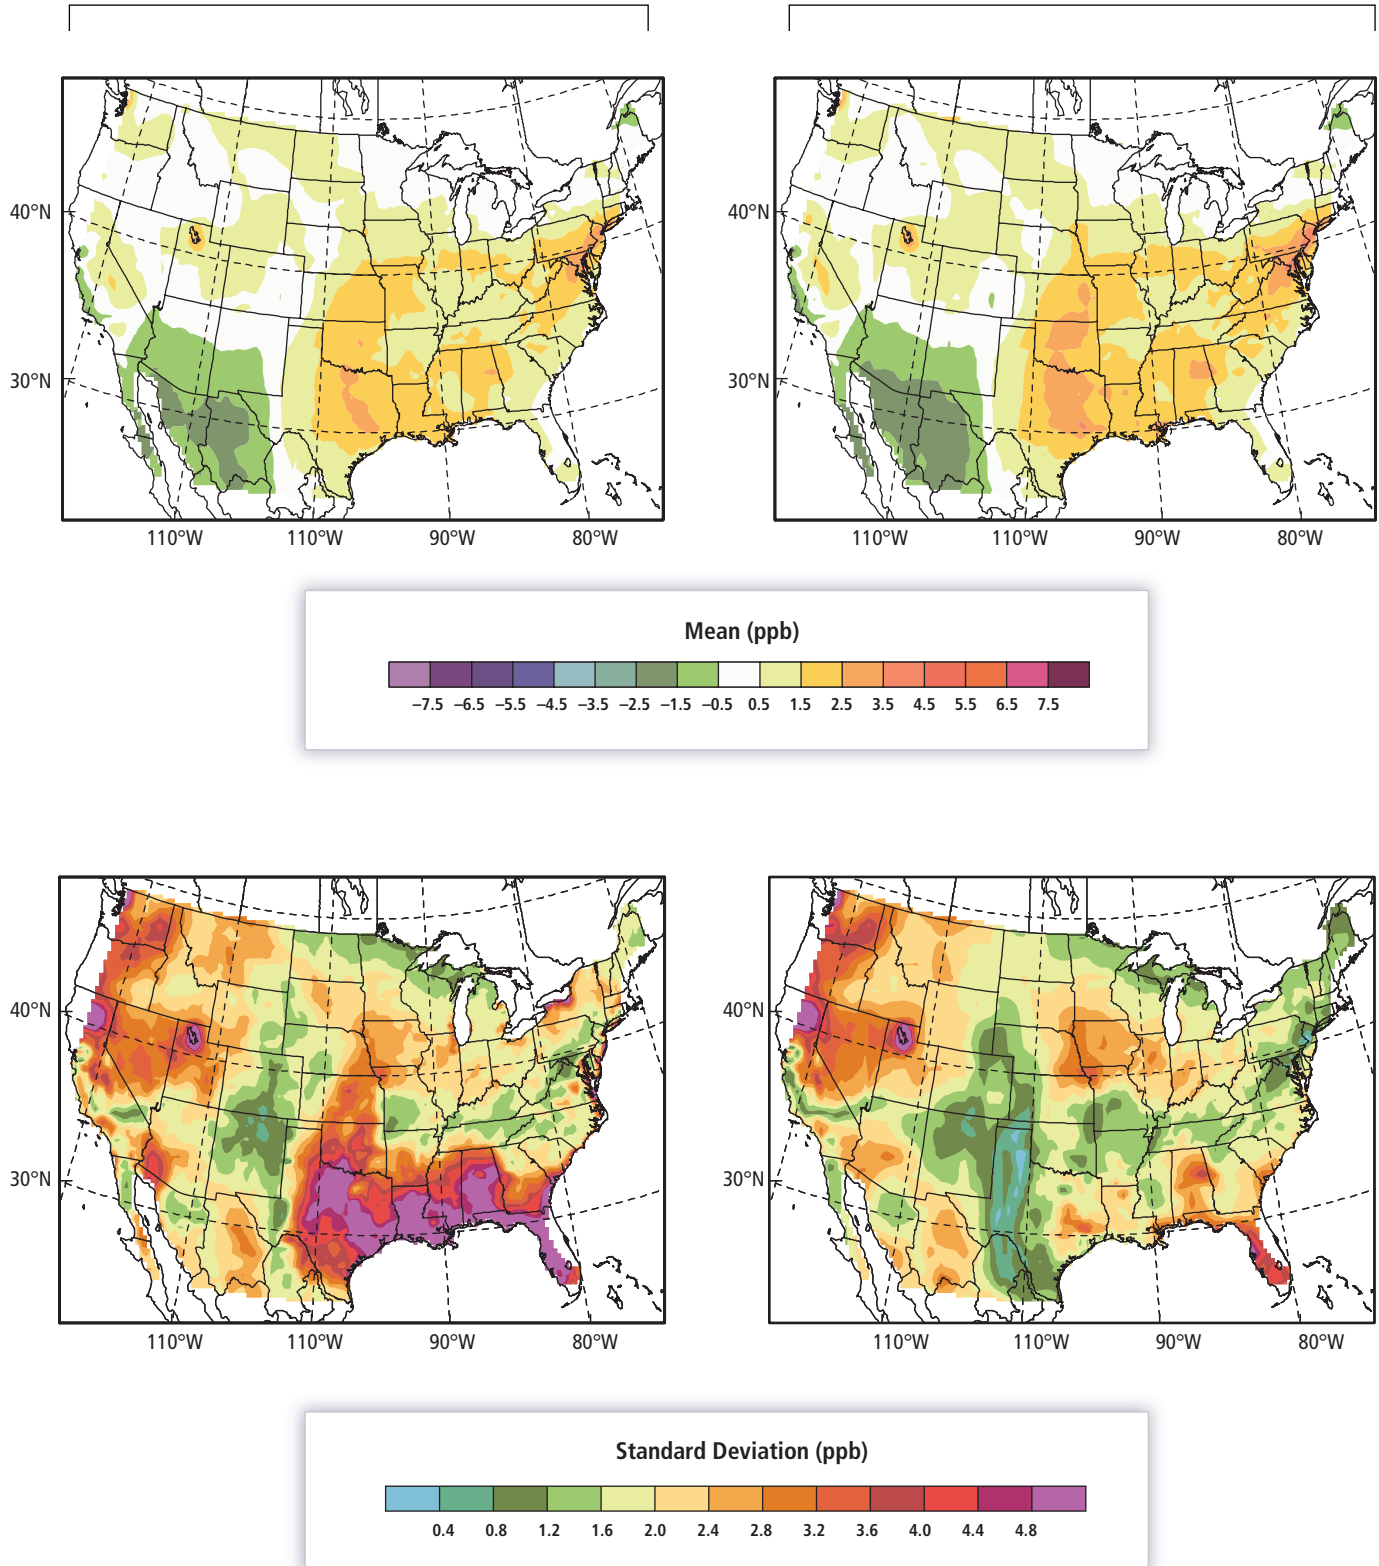 40°N 40°N
30°N 30°N
110°W 110°W 90°W 80°W 110°W 110°W 90°W 80°W
Mean (ppb)
−7.5 −6.5 −5.5 −4.5 −3.5 −2.5 −1.5 −0.5 0.5 1.5 2.5 3.5 4.5 5.5 6.5 7.5
40°N 40°N
30°N 30°N
110°W 110°W 90°W 80°W 110°W 110°W 90°W 80°W
Standard Deviation (ppb)
0.4 0.8 1.2 1.6 2.0 2.4 2.8 3.2 3.6 4.0 4.4 4.8